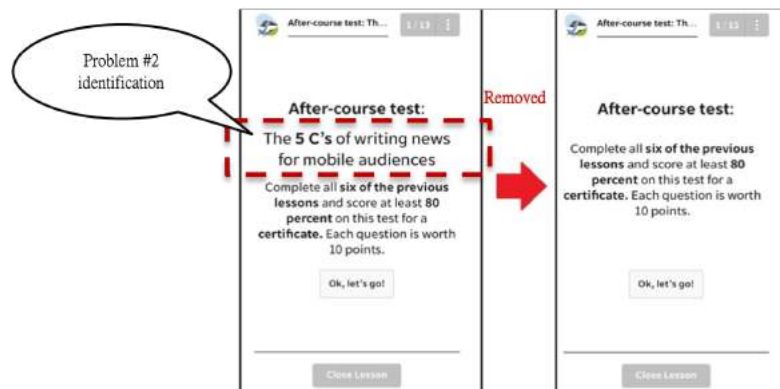 Problem #2
identification
After-course test: Th...
1 / 13
After-course test:
The 5 C's of writing news
for mobile audiences
Complete all six of the previous
lessons and score at least 80
percent on this test for a
certificate. Each question is worth
10 points.
Ok, let's go!
Close Lesson
Removed
After-course test: Th...
1 / 13
After-course test:
Complete all six of the previous
lessons and score at least 80
percent on this test for a
certificate. Each question is worth
10 points.
Ok, let's go!
Close Lesson